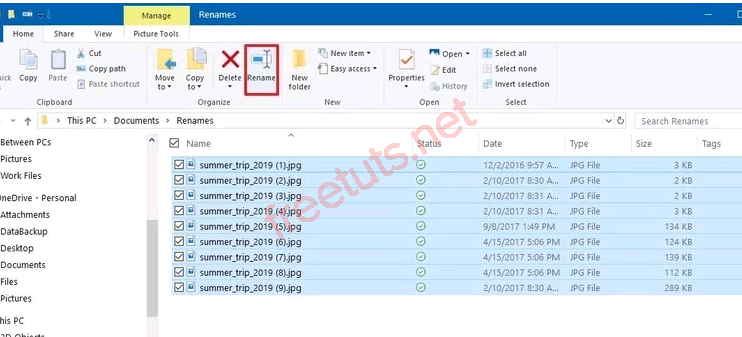 Manage Renames
Home Share View Picture Tools
Copy Paste Cut Copy path Paste shortcut Move to Copy to Delete Rename New folder New item Easy access Properties Open Edit History Select all Select none Invert selection
Clipboard Organize New Open Select
This PC Documents Renames Search Renames
Between PCs
Pictures
Work Files
OneDrive - Personal
Attachments
DataBackup
Desktop
Documents
Files
Pictures
This PC
3D Objects
Name Status Date Type Size Tags
summer_trip_2019 (1).jpg 12/2/2016 9:57 A... JPG File 3 KB
summer_trip_2019 (2).jpg 2/10/2017 8:30 A... JPG File 2 KB
summer_trip_2019 (3).jpg 2/10/2017 8:31 A... JPG File 2 KB
summer_trip_2019 (4).jpg 2/10/2017 8:31 A... JPG File 3 KB
summer_trip_2019 (5).jpg 9/8/2017 1:49 PM JPG File 134 KB
summer_trip_2019 (6).jpg 4/15/2017 5:06 PM JPG File 124 KB
summer_trip_2019 (7).jpg 4/15/2017 5:06 PM JPG File 139 KB
summer_trip_2019 (8).jpg 4/15/2017 5:06 PM JPG File 112 KB
summer_trip_2019 (9).jpg 2/10/2017 8:30 A... JPG File 289 KB
freetuts.net